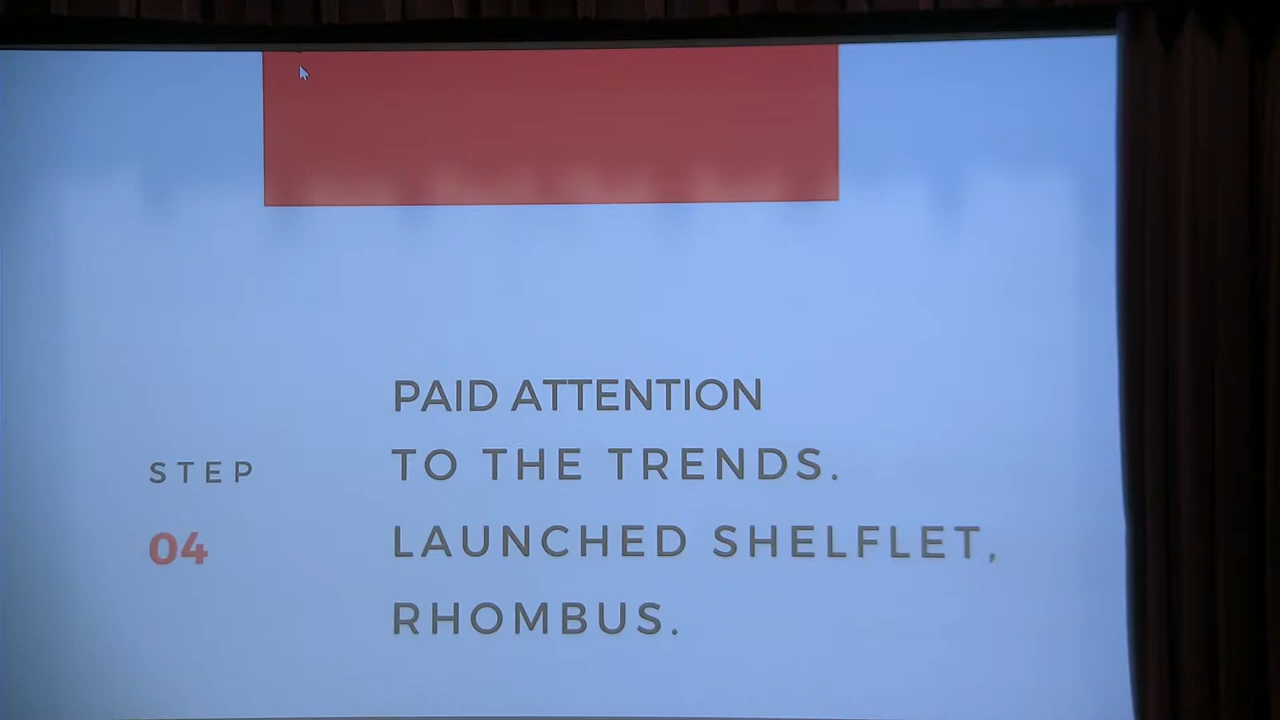 STEP
04
PAID ATTENTION
TO THE TRENDS.
LAUNCHED SHELFLET,
RHOMBUS.